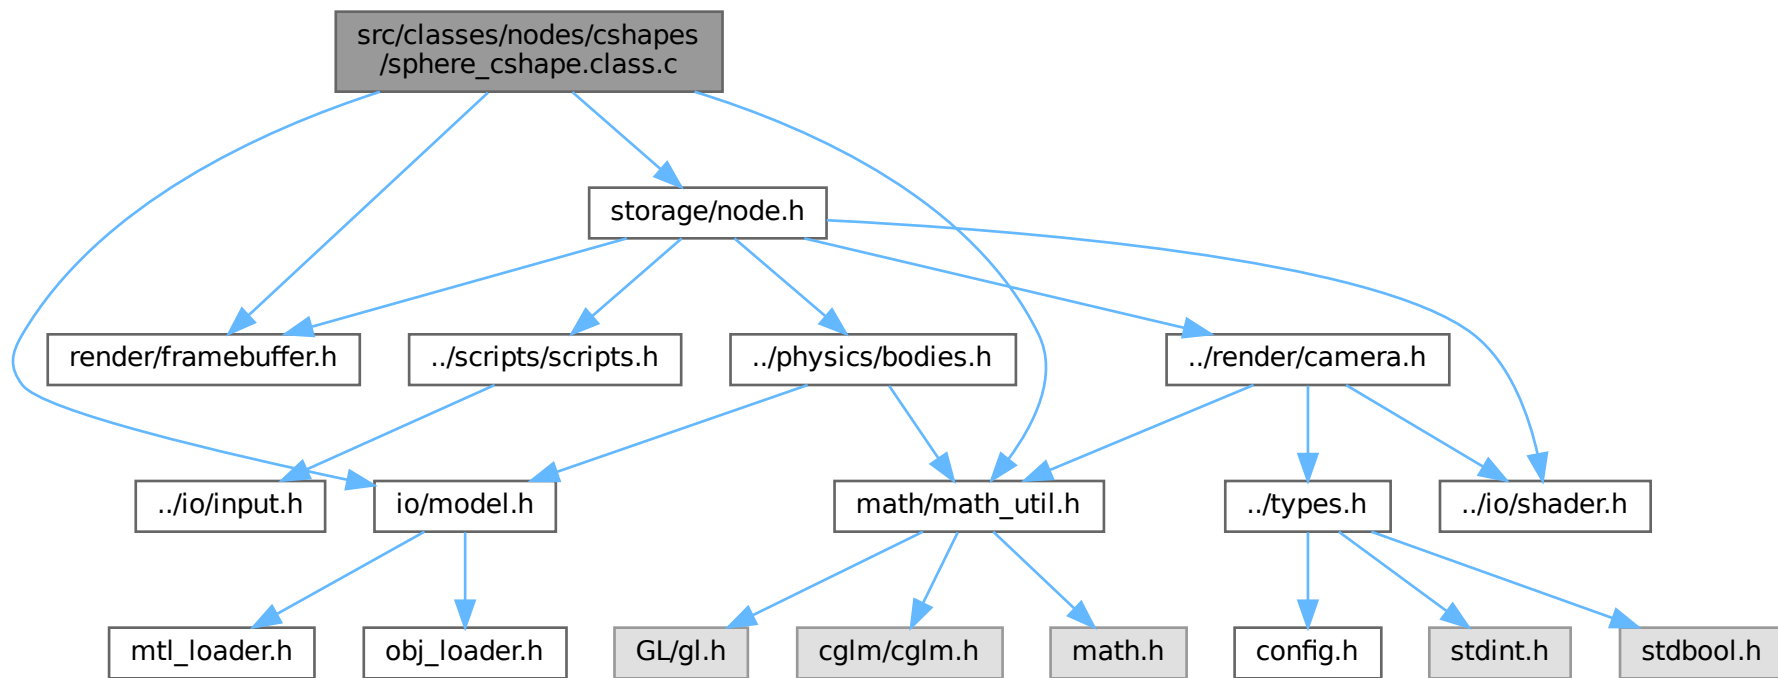 src/classes/nodes/cshapes
/sphere_cshape.class.c
storage/node.h
render/framebuffer.h
../scripts/scripts.h
../physics/bodies.h
../render/camera.h
../io/input.h
io/model.h
math/math_util.h
../types.h
../io/shader.h
mtl_loader.h
obj_loader.h
GL/gl.h
cglm/cglm.h
math.h
config.h
stdint.h
stdbool.h